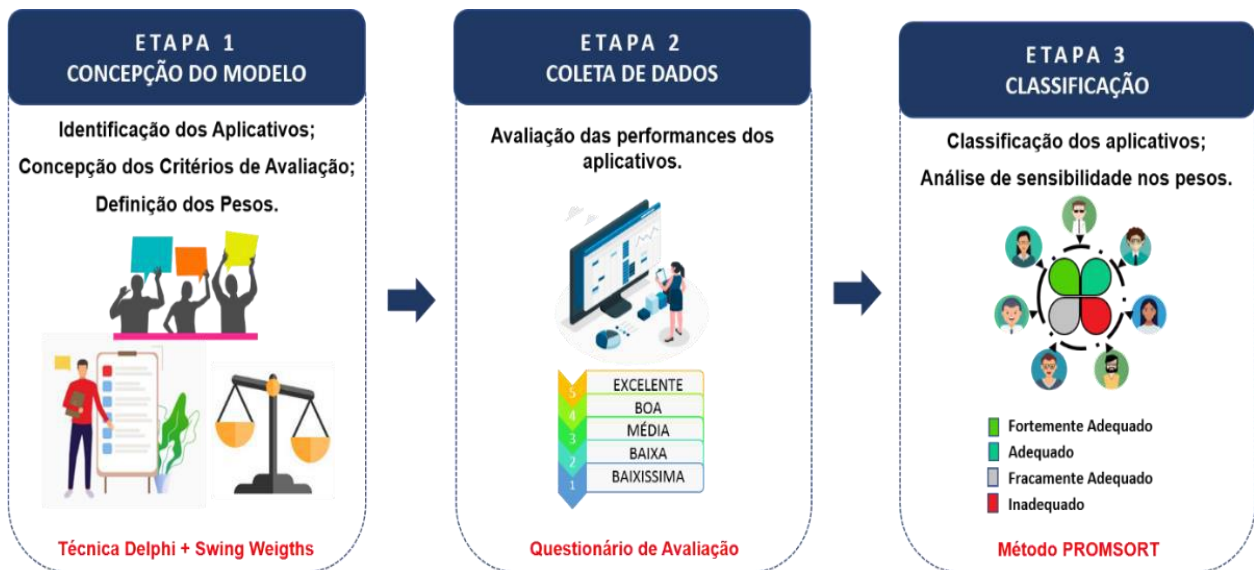 ETAPA 1
CONCEPÇÃO DO MODELO
Identificação dos Aplicativos;
Concepção dos Critérios de Avaliação;
Definição dos Pesos.
Técnica Delphi + Swing Weigths
ETAPA 2
COLETA DE DADOS
Avaliação das performances dos
aplicativos.
5 EXCELENTE
4 BOA
3 MÉDIA
2 BAIXA
1 BAIXISSIMA
Questionário de Avaliação
ETAPA 3
CLASSIFICAÇÃO
Classificação dos aplicativos;
Análise de sensibilidade nos pesos.
Fortemente Adequado
Adequado
Fracamente Adequado
Inadequado
Método PROMSORT